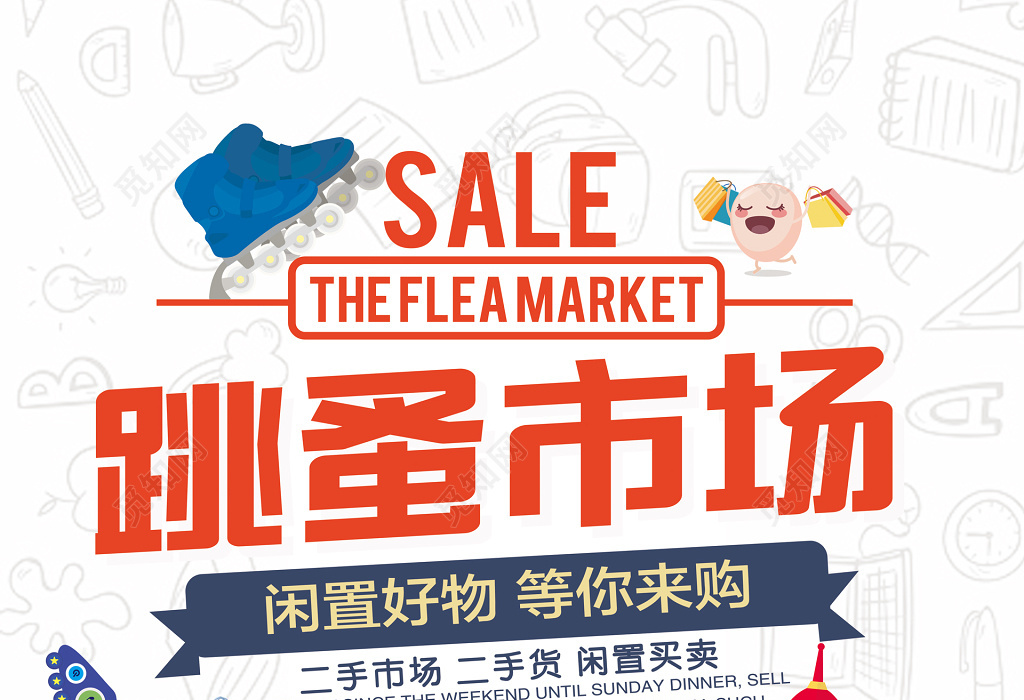 SALE
THE FLEA MARKET
跳蚤市场
闲置好物 等你来购
二手市场 二手货 闲置买卖
SINCE THE WEEKEND UNTIL SUNDAY DINNER, SELL